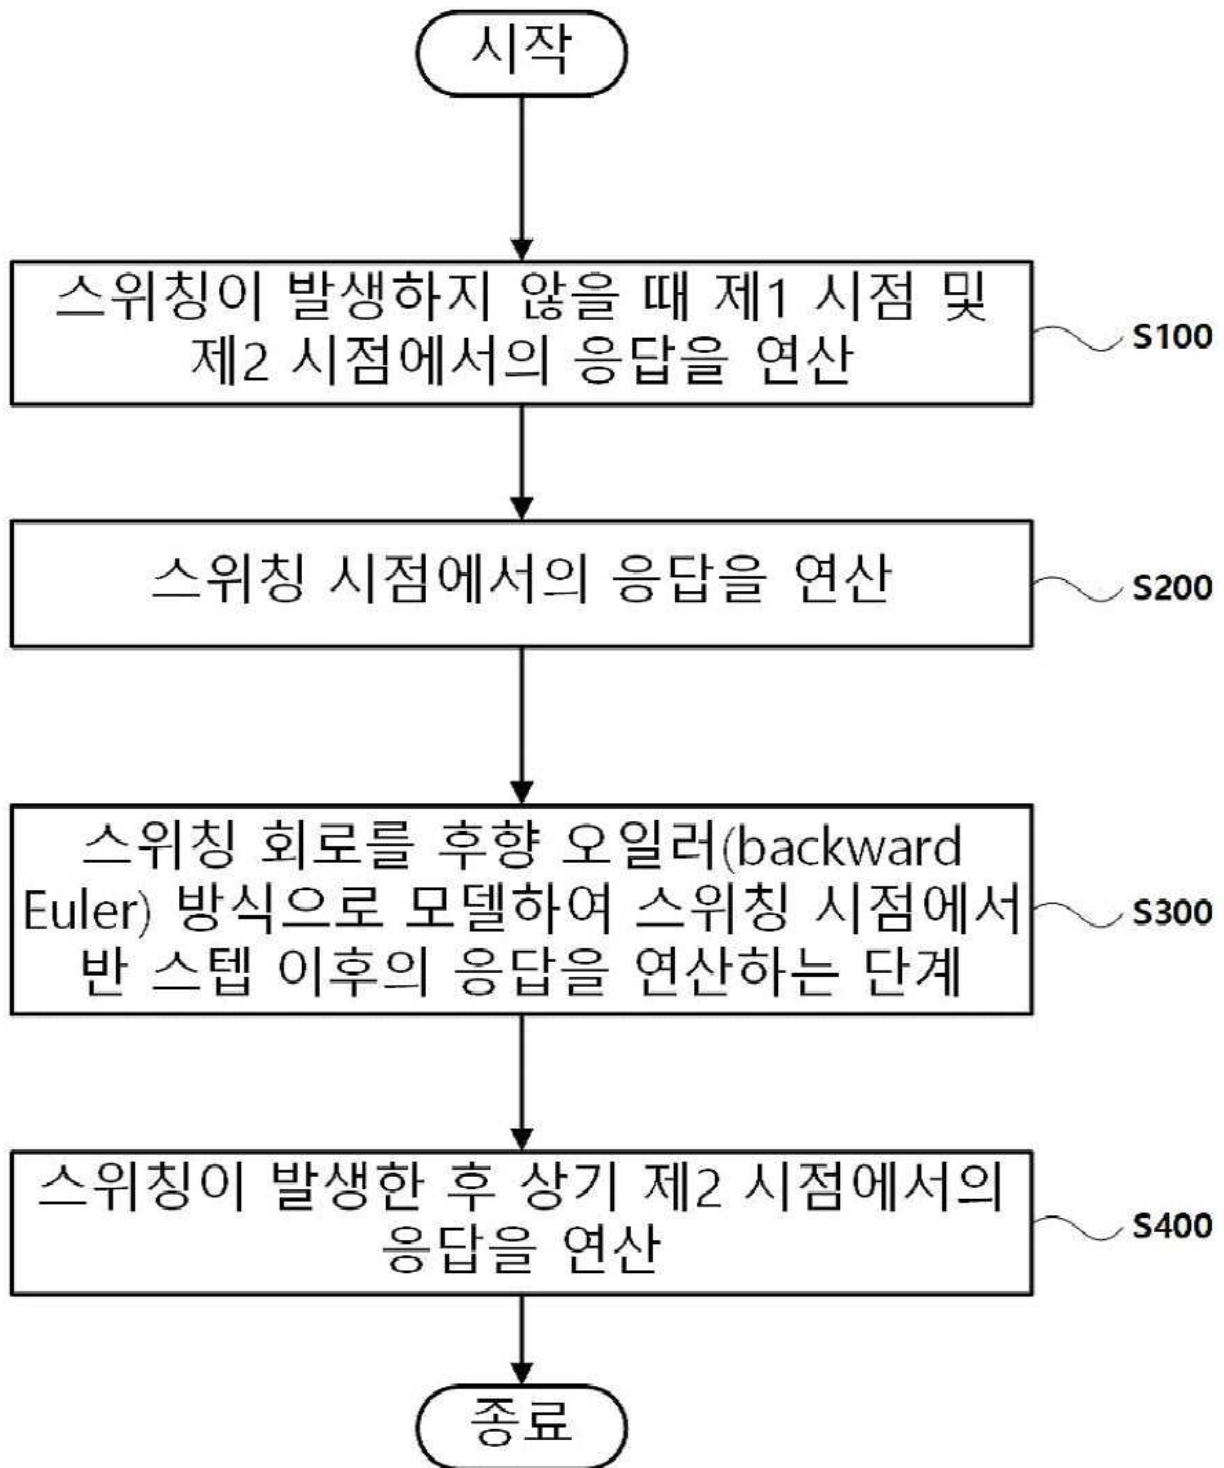 시작
스위칭이 발생하지 않을 때 제1 시점 및
제2 시점에서의 응답을 연산
S100
스위칭 시점에서의 응답을 연산
S200
스위칭 회로를 후향 오일러(backward
Euler) 방식으로 모델하여 스위칭 시점에서
반 스텝 이후의 응답을 연산하는 단계
S300
스위칭이 발생한 후 상기 제2 시점에서의
응답을 연산
S400
종료